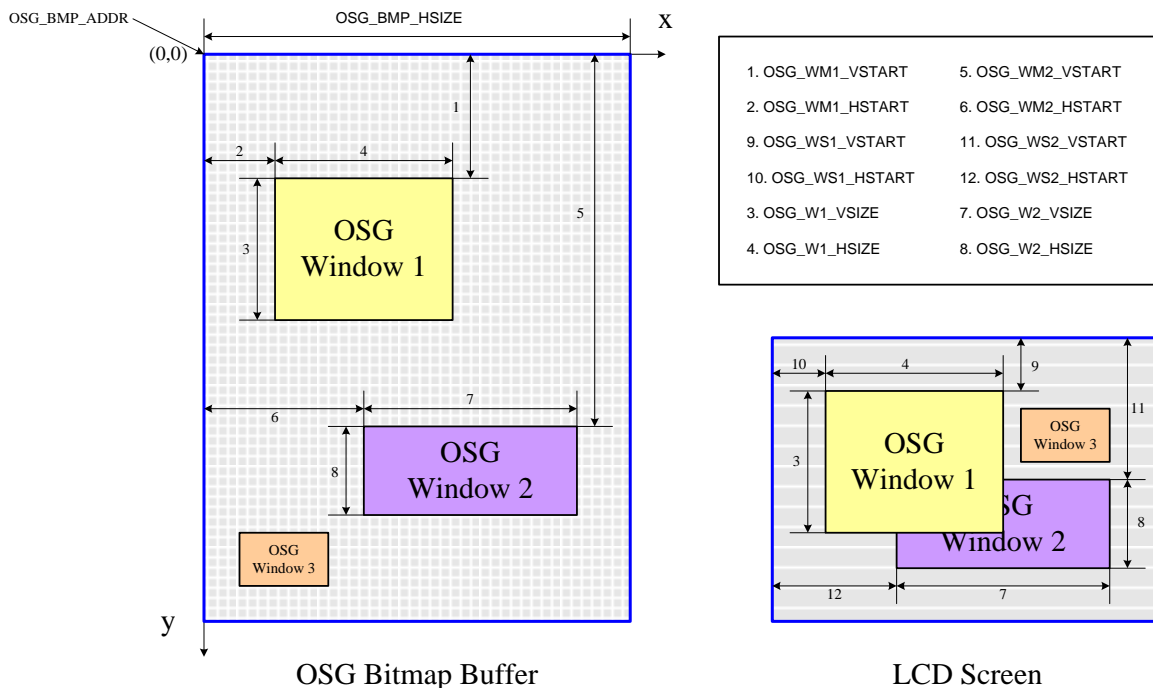 OSG_BMP_ADDR
OSG_BMP_HSIZE
x
(0,0)
1
2
4
3
5
OSG
Window 1
6
7
8
OSG
Window 2
OSG
Window 3
y
OSG Bitmap Buffer
1. OSG_WM1_VSTART
5. OSG_WM2_VSTART
2. OSG_WM1_HSTART
6. OSG_WM2_HSTART
9. OSG_WS1_VSTART
11. OSG_WS2_VSTART
10. OSG_WS1_HSTART
12. OSG_WS2_HSTART
3. OSG_W1_VSIZE
7. OSG_W2_VSIZE
4. OSG_W1_HSIZE
8. OSG_W2_HSIZE
10
4
9
11
3
OSG
Window 1
OSG
Window 3
SG
Window 2
8
12
7
LCD Screen